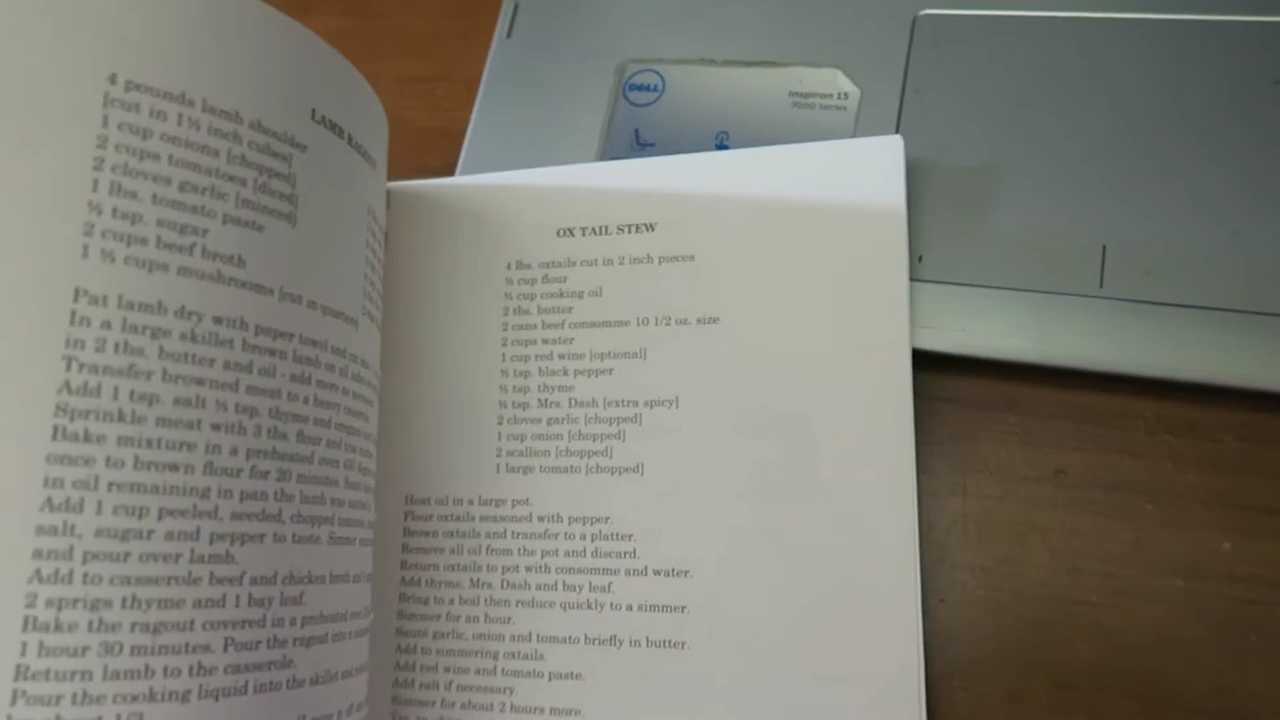 LAMB
4 pounds lamb shoulder
[cut in 1½ inch cubes]
1 cup onions [chopped]
2 cups tomatoes [diced]
2 cloves garlic [minced]
1 lbs. tomato paste
tsp. sugar
2 cups beef broth
1 ½ cups mushrooms [cut in quarters]
Pat lamb dry with paper towel and
In a large skillet brown lamb on all
in 2 tbs. butter and oil - add more as
Transfer browned meat to a heavy
Add 1 tsp. salt ½ tsp. thyme and
Sprinkle meat with 3 tbs. flour and
Bake mixture in a preheated oven
once to brown flour for 20 minutes.
in oil remaining in pan the lamb was
Add 1 cup peeled, seeded, chopped
salt, sugar and pepper to taste. Simmer
and pour over lamb.
Add to casserole beef and chicken broth
2 sprigs thyme and 1 bay leaf.
Bake the ragout covered in a preheated
1 hour 30 minutes. Pour the ragout into
Return lamb to the casserole.
Pour the cooking liquid into the skillet and
DELL
Inspiron 15
7000 Series
OX TAIL STEW
4 lbs. oxtails cut in 2 inch pieces
cup flour
cup cooking oil
2 tbs. butter
2 cans beef consomme 10 1/2 oz. size
2 cups water
1 cup red wine [optional]
tsp. black pepper
tsp. thyme
tsp. Mrs. Dash [extra spicy]
2 cloves garlic [chopped]
1 cup onion [chopped]
2 scallion [chopped]
1 large tomato [chopped]
Heat oil in a large pot.
Flour oxtails seasoned with pepper.
Brown oxtails and transfer to a platter.
Remove all oil from the pot and discard.
Return oxtails to pot with consomme and water.
Add thyme, Mrs. Dash and bay leaf.
Bring to a boil then reduce quickly to a simmer.
Simmer for an hour.
Sauté garlic, onion and tomato briefly in butter.
Add to simmering oxtails.
Add red wine and tomato paste.
Add salt if necessary.
Simmer for about 2 hours more.